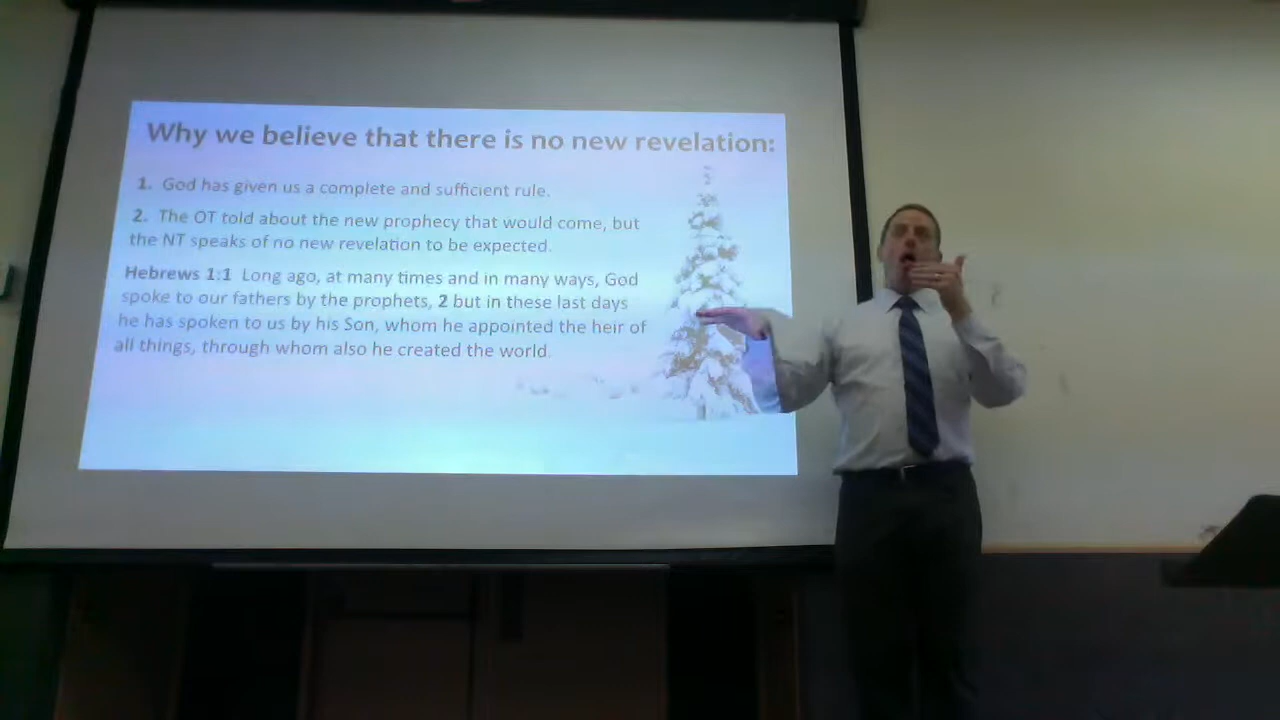 Why we believe that there is no new revelation:
1. God has given us a complete and sufficient rule.
2. The OT told about the new prophecy that would come, but
the NT speaks of no new revelation to be expected.
Hebrews 1:1 Long ago, at many times and in many ways, God
spoke to our fathers by the prophets, 2 but in these last days
he has spoken to us by his Son, whom he appointed the heir of
all things, through whom also he created the world.